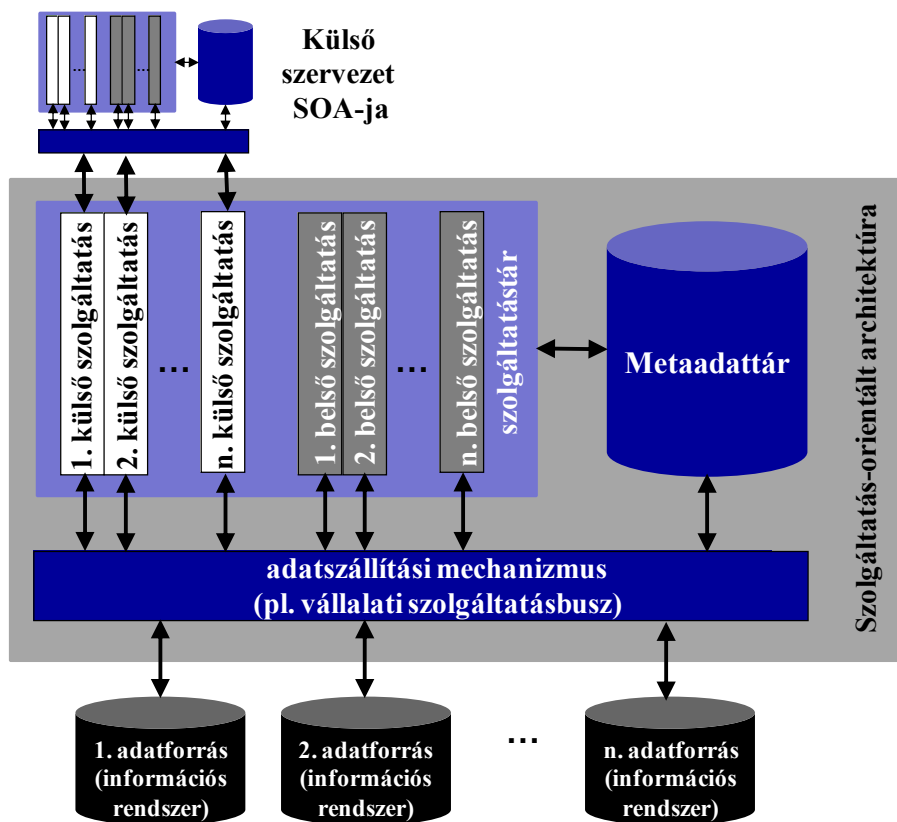 Külső
szervezet
SOA-ja
...
...
1. külső szolgáltatás
2. külső szolgáltatás
...
n. külső szolgáltatás
1. belső szolgáltatás
2. belső szolgáltatás
...
n. belső szolgáltatás
szolgáltatástár
Metaadattár
Szolgáltatás-orientált architektúra
adatszállítási mechanizmus
(pl. vállalati szolgáltatásbusz)
1. adatforrás
(információs
rendszer)
2. adatforrás
(információs
rendszer)
...
n. adatforrás
(információs
rendszer)